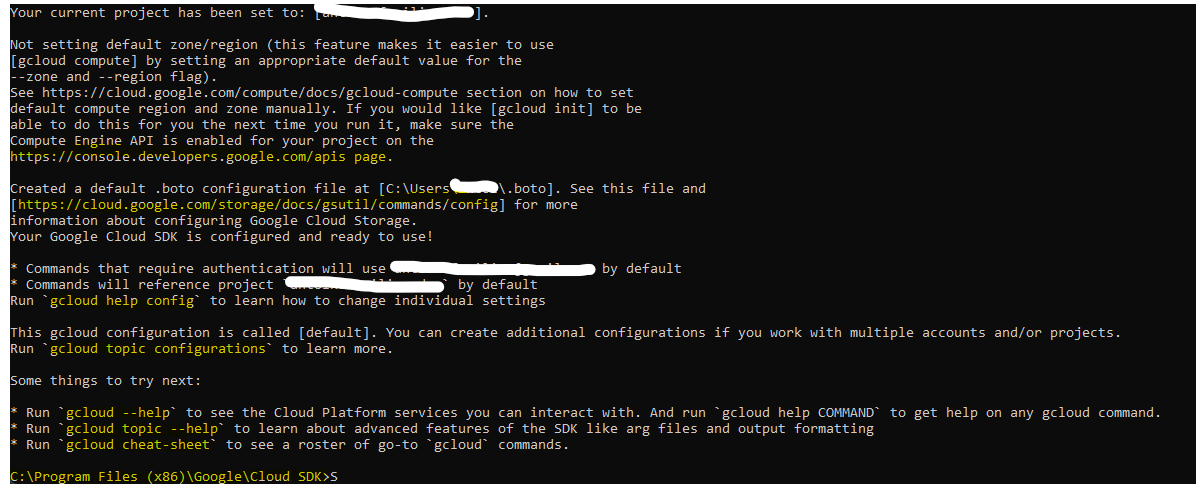 Your current project has been set to: [ ].
Not setting default zone/region (this feature makes it easier to use
[gcloud compute] by setting an appropriate default value for the
--zone and --region flag).
See https://cloud.google.com/compute/docs/gcloud-compute section on how to set
default compute region and zone manually. If you would like [gcloud init] to be
able to do this for you the next time you run it, make sure the
Compute Engine API is enabled for your project on the
https://console.developers.google.com/apis page.
Created a default .boto configuration file at [C:\Users\ \.boto]. See this file and
[https://cloud.google.com/storage/docs/gsutil/commands/config] for more
information about configuring Google Cloud Storage.
Your Google Cloud SDK is configured and ready to use!
* Commands that require authentication will use by default
* Commands will reference project ` ` by default
Run `gcloud help config` to learn how to change individual settings
This gcloud configuration is called [default]. You can create additional configurations if you work with multiple accounts and/or projects.
Run `gcloud topic configurations` to learn more.
Some things to try next:
* Run `gcloud --help` to see the Cloud Platform services you can interact with. And run `gcloud help COMMAND` to get help on any gcloud command.
* Run `gcloud topic --help` to learn about advanced features of the SDK like arg files and output formatting
* Run `gcloud cheat-sheet` to see a roster of go-to `gcloud` commands.
C:\Program Files (x86)\Google\Cloud SDK>S